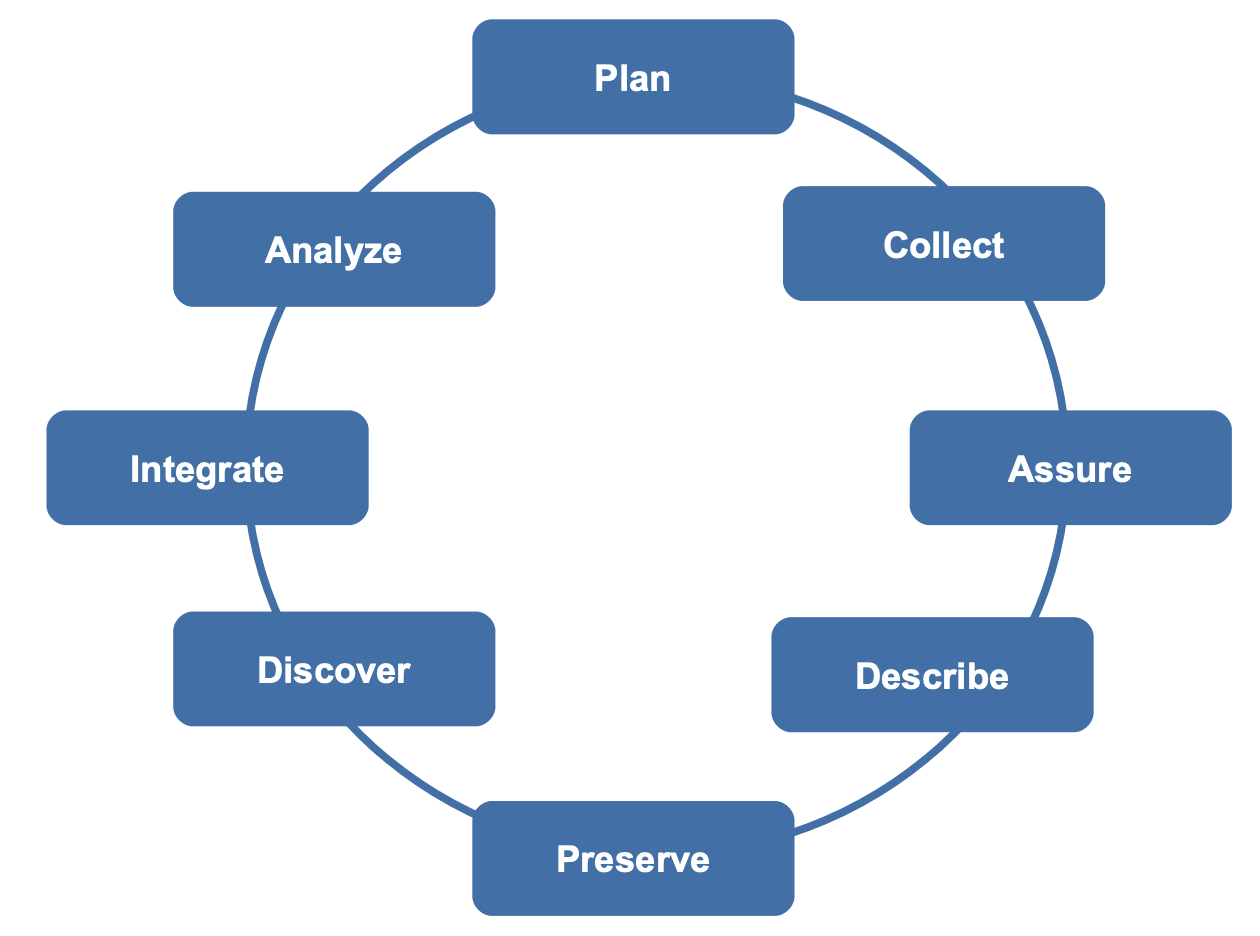 Plan
Collect
Assure
Describe
Preserve
Discover
Integrate
Analyze